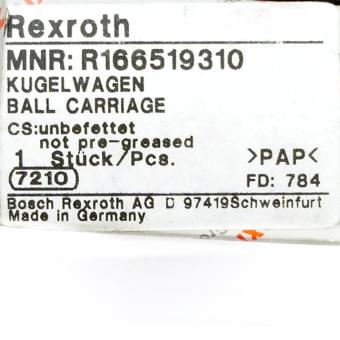 Rexroth
MNR: R166519310
KUGELWAGEN
BALL CARRIAGE
CS:unbefettet
not pre-greased
1 Stück/Pcs. >PAP<
7210 FD: 784
Bosch Rexroth AG D 97419Schweinfurt
Made in Germany